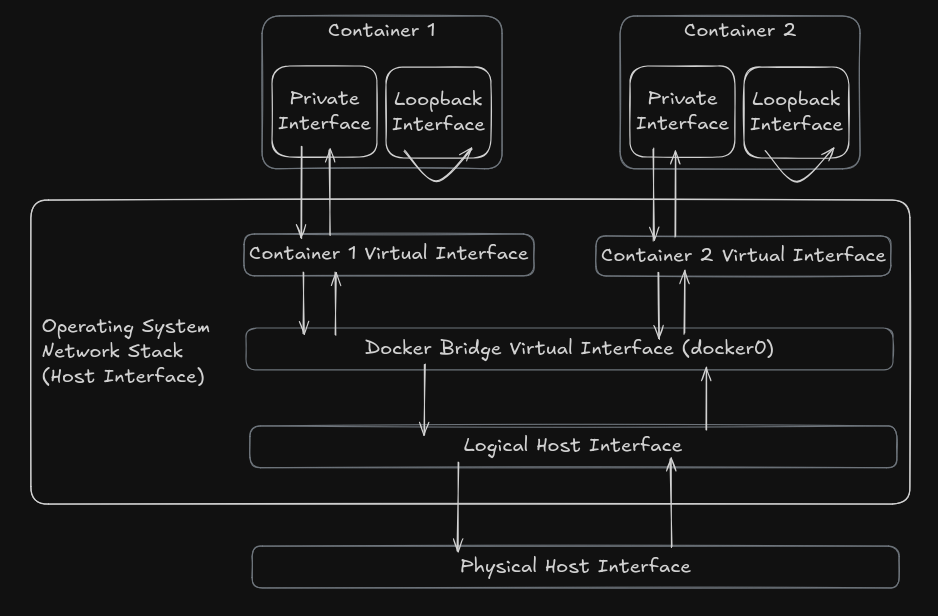 Container 1
Container 2
Private
Interface
Loopback
Interface
Private
Interface
Loopback
Interface
Container 1 Virtual Interface
Container 2 Virtual Interface
Operating System
Network Stack
(Host Interface)
Docker Bridge Virtual Interface (docker0)
Logical Host Interface
Physical Host Interface